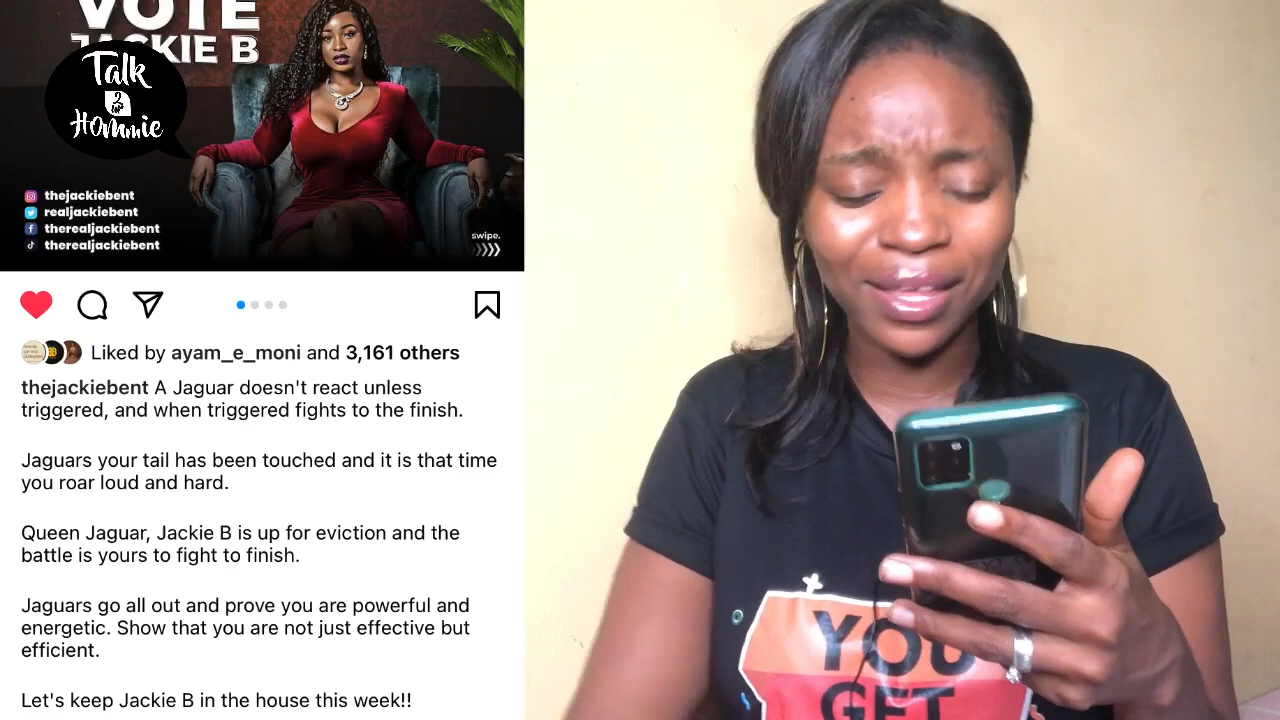 VOTE
JACKIE B
Talk
2
Hommie
thejackiebent
realjackiebent
therealjackiebent
therealjackiebent
swipe.
Liked by ayam_e_moni and 3,161 others
thejackiebent A Jaguar doesn't react unless
triggered, and when triggered fights to the finish.
Jaguars your tail has been touched and it is that time
you roar loud and hard.
Queen Jaguar, Jackie B is up for eviction and the
battle is yours to fight to finish.
Jaguars go all out and prove you are powerful and
energetic. Show that you are not just effective but
efficient.
Let's keep Jackie B in the house this week!!
YOU
GET